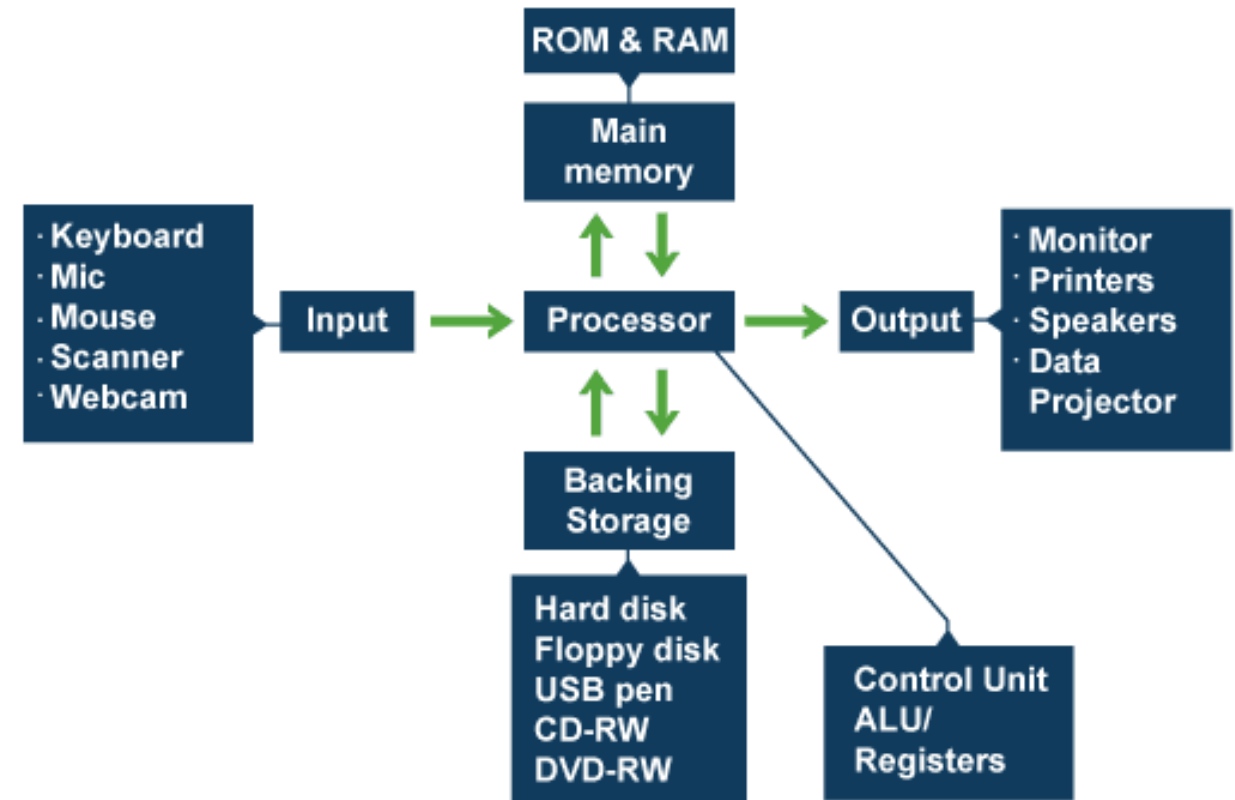 ROM & RAM
Main
memory
· Keyboard
· Mic
· Mouse
· Scanner
· Webcam
Input
Processor
Output
· Monitor
· Printers
· Speakers
· Data
Projector
Backing
Storage
Hard disk
Floppy disk
USB pen
CD-RW
DVD-RW
Control Unit
ALU/
Registers